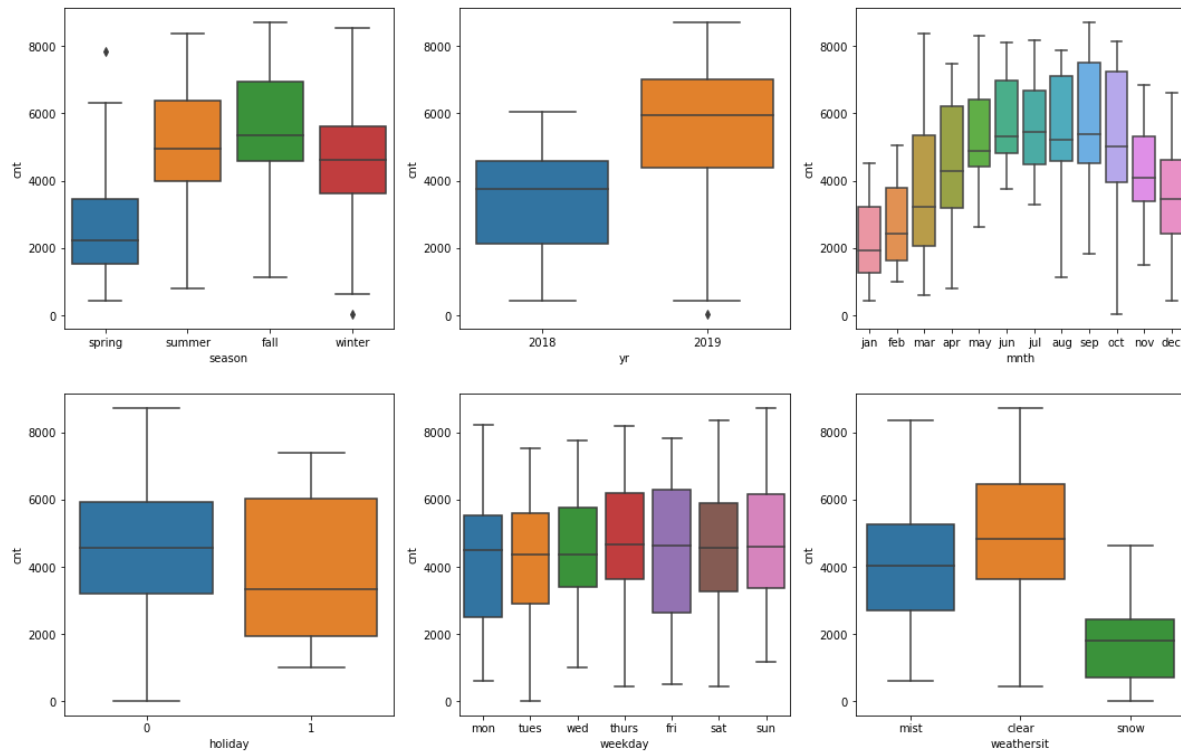 8000
6000
4000
2000
0
cnt
spring summer fall winter
season
8000
6000
4000
2000
0
cnt
2018 2019
yr
8000
6000
4000
2000
0
cnt
jan feb mar apr may jun jul aug sep oct nov dec
mnth
8000
6000
4000
2000
0
cnt
0 1
holiday
8000
6000
4000
2000
0
cnt
mon tues wed thurs fri sat sun
weekday
8000
6000
4000
2000
0
cnt
mist clear snow
weathersit